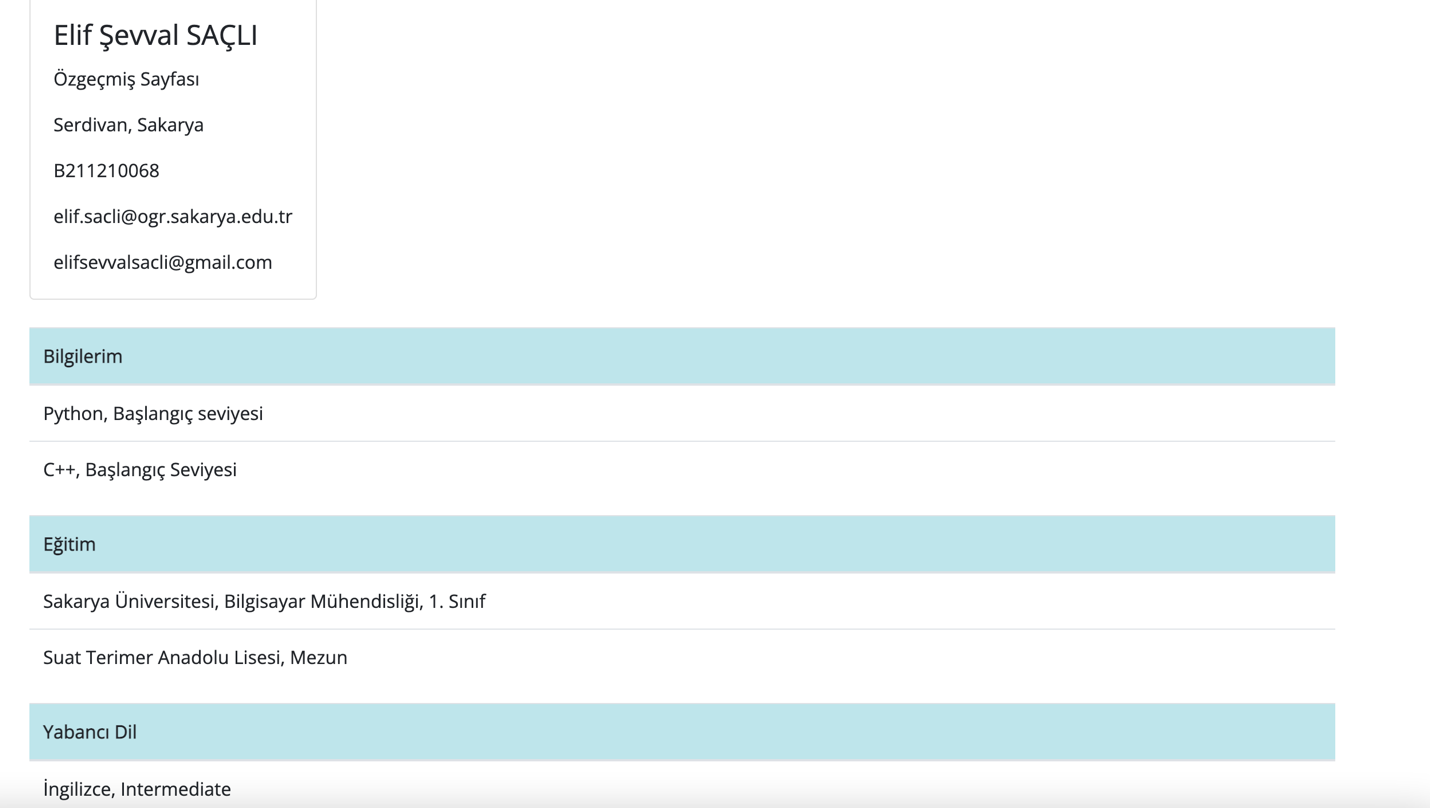 Elif Şevval SAÇLI
Özgeçmiş Sayfası
Serdivan, Sakarya
B211210068
elif.sacli@ogr.sakarya.edu.tr
elifsevvalsacli@gmail.com
Bilgilerim
Python, Başlangıç seviyesi
C++, Başlangıç Seviyesi
Eğitim
Sakarya Üniversitesi, Bilgisayar Mühendisliği, 1. Sınıf
Suat Terimer Anadolu Lisesi, Mezun
Yabancı Dil
İngilizce, Intermediate